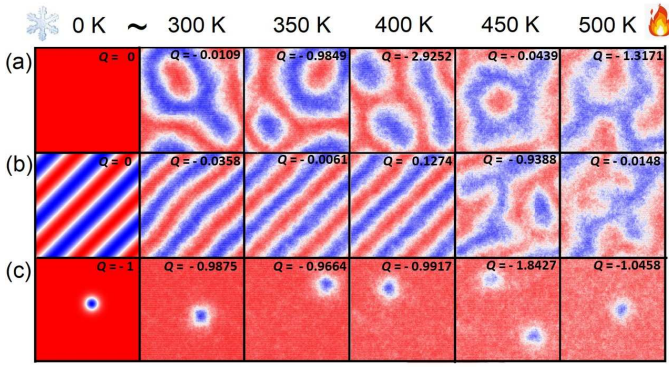 0 K ~ 300 K 350 K 400 K 450 K 500 K
(a) Q = 0 Q = - 0.0109 Q = - 0.9849 Q = - 2.9252 Q = - 0.0439 Q = - 1.3171
(b) Q = 0 Q = - 0.0358 Q = - 0.0061 Q = 0.1274 Q = - 0.9388 Q = - 0.0148
(c) Q = - 1 Q = - 0.9875 Q = - 0.9664 Q = - 0.9917 Q = - 1.8427 Q = -1.0458